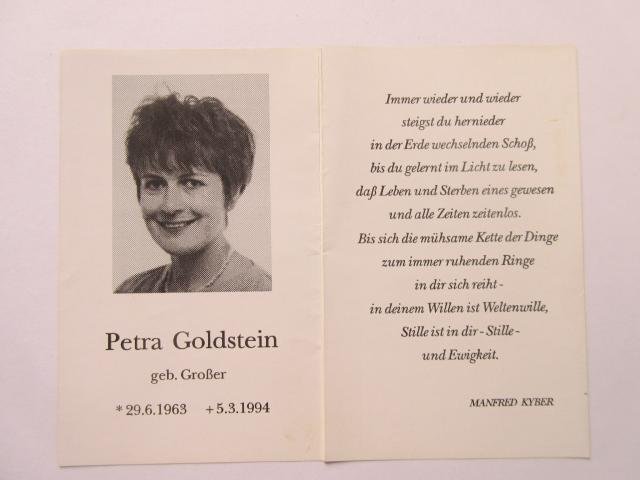 Petra Goldstein
geb. Großer
* 29.6.1963 + 5.3.1994
Immer wieder und wieder
steigst du hernieder
in der Erde wechselnden Schoß,
bis du gelernt im Licht zu lesen,
daß Leben und Sterben eines gewesen
und alle Zeiten zeitenlos.
Bis sich die mühsame Kette der Dinge
zum immer ruhenden Ringe
in dir sich reiht -
in deinem Willen ist Weltenwille,
Stille ist in dir - Stille -
und Ewigkeit.
MANFRED KYBER